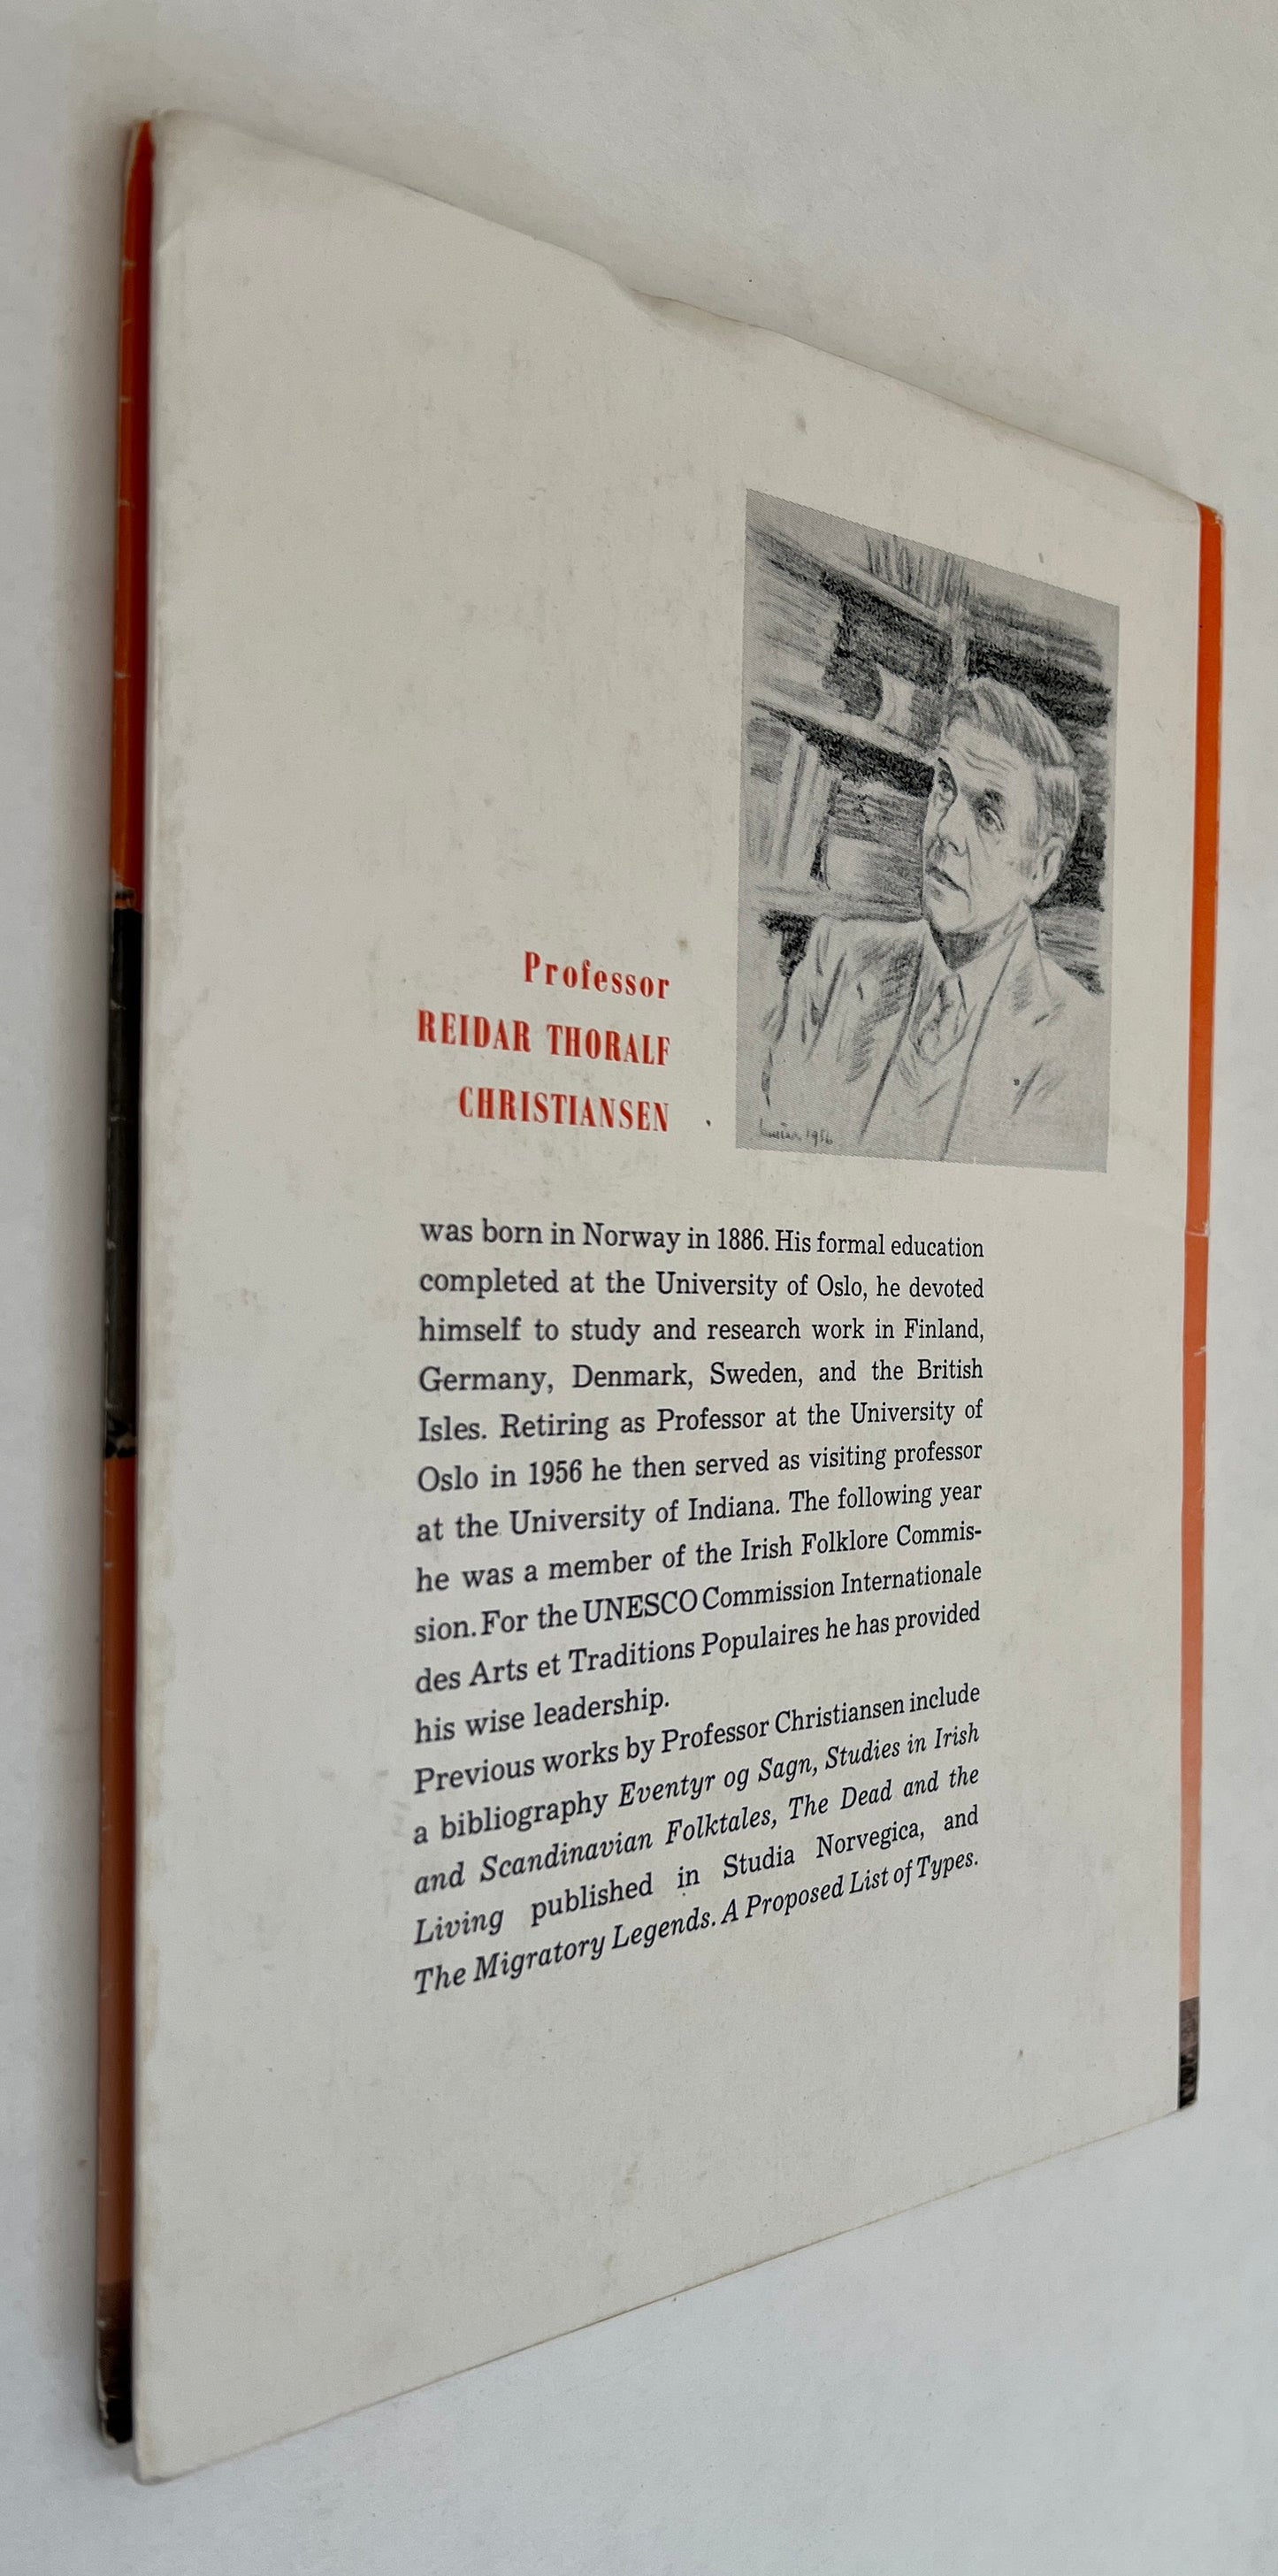 Professor
REIDAR THORALF
CHRISTIANSEN
1956
was born in Norway in 1886. His formal education
completed at the University of Oslo, he devoted
himself to study and research work in Finland,
Germany, Denmark, Sweden, and the British
Isles. Retiring as Professor at the University of
Oslo in 1956 he then served as visiting professor
at the University of Indiana. The following year
he was a member of the Irish Folklore Commis-
sion. For the UNESCO Commission Internationale
des Arts et Traditions Populaires he has provided
his wise leadership.
Previous works by Professor Christiansen include
a bibliography Eventyr og Sagn, Studies in Irish
and Scandinavian Folktales, The Dead and the
Living published in Studia Norvegica, and
The Migratory Legends. A Proposed List of Types.